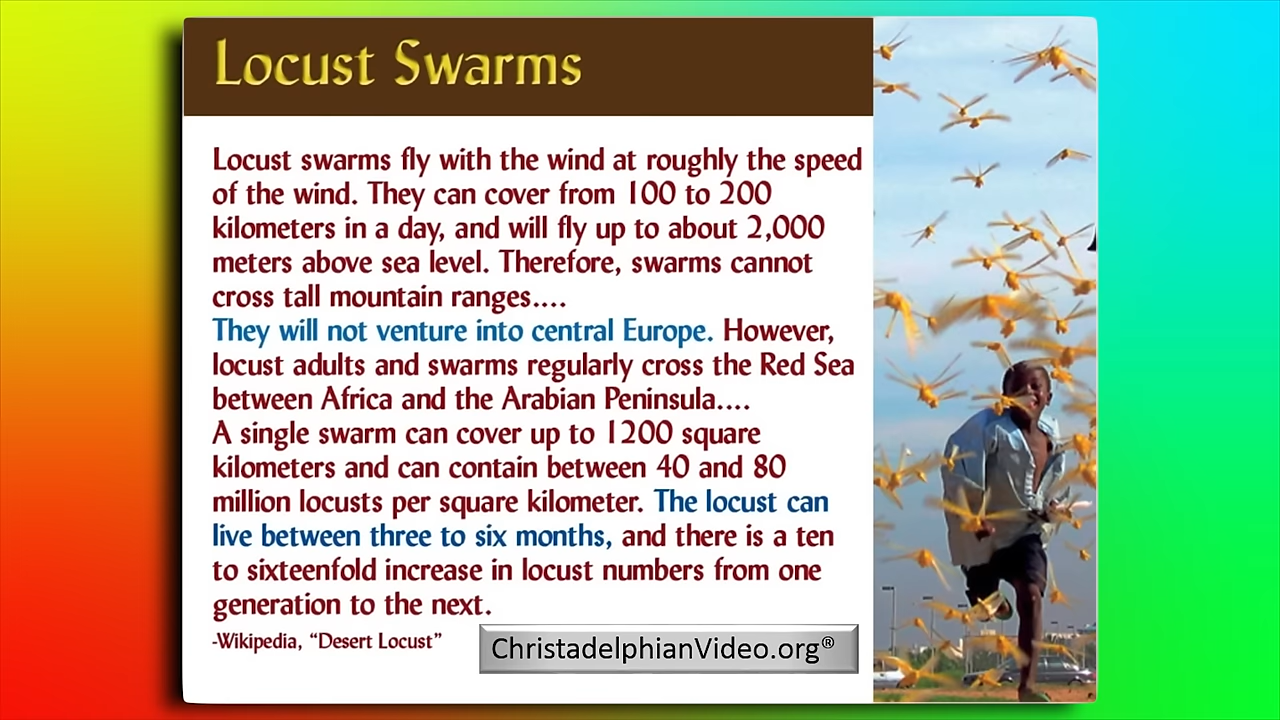 Locust Swarms
Locust swarms fly with the wind at roughly the speed
of the wind. They can cover from 100 to 200
kilometers in a day, and will fly up to about 2,000
meters above sea level. Therefore, swarms cannot
cross tall mountain ranges....
They will not venture into central Europe. However,
locust adults and swarms regularly cross the Red Sea
between Africa and the Arabian Peninsula....
A single swarm can cover up to 1200 square
kilometers and can contain between 40 and 80
million locusts per square kilometer. The locust can
live between three to six months, and there is a ten
to sixteenfold increase in locust numbers from one
generation to the next.
-Wikipedia, “Desert Locust”
ChristadelphianVideo.org®